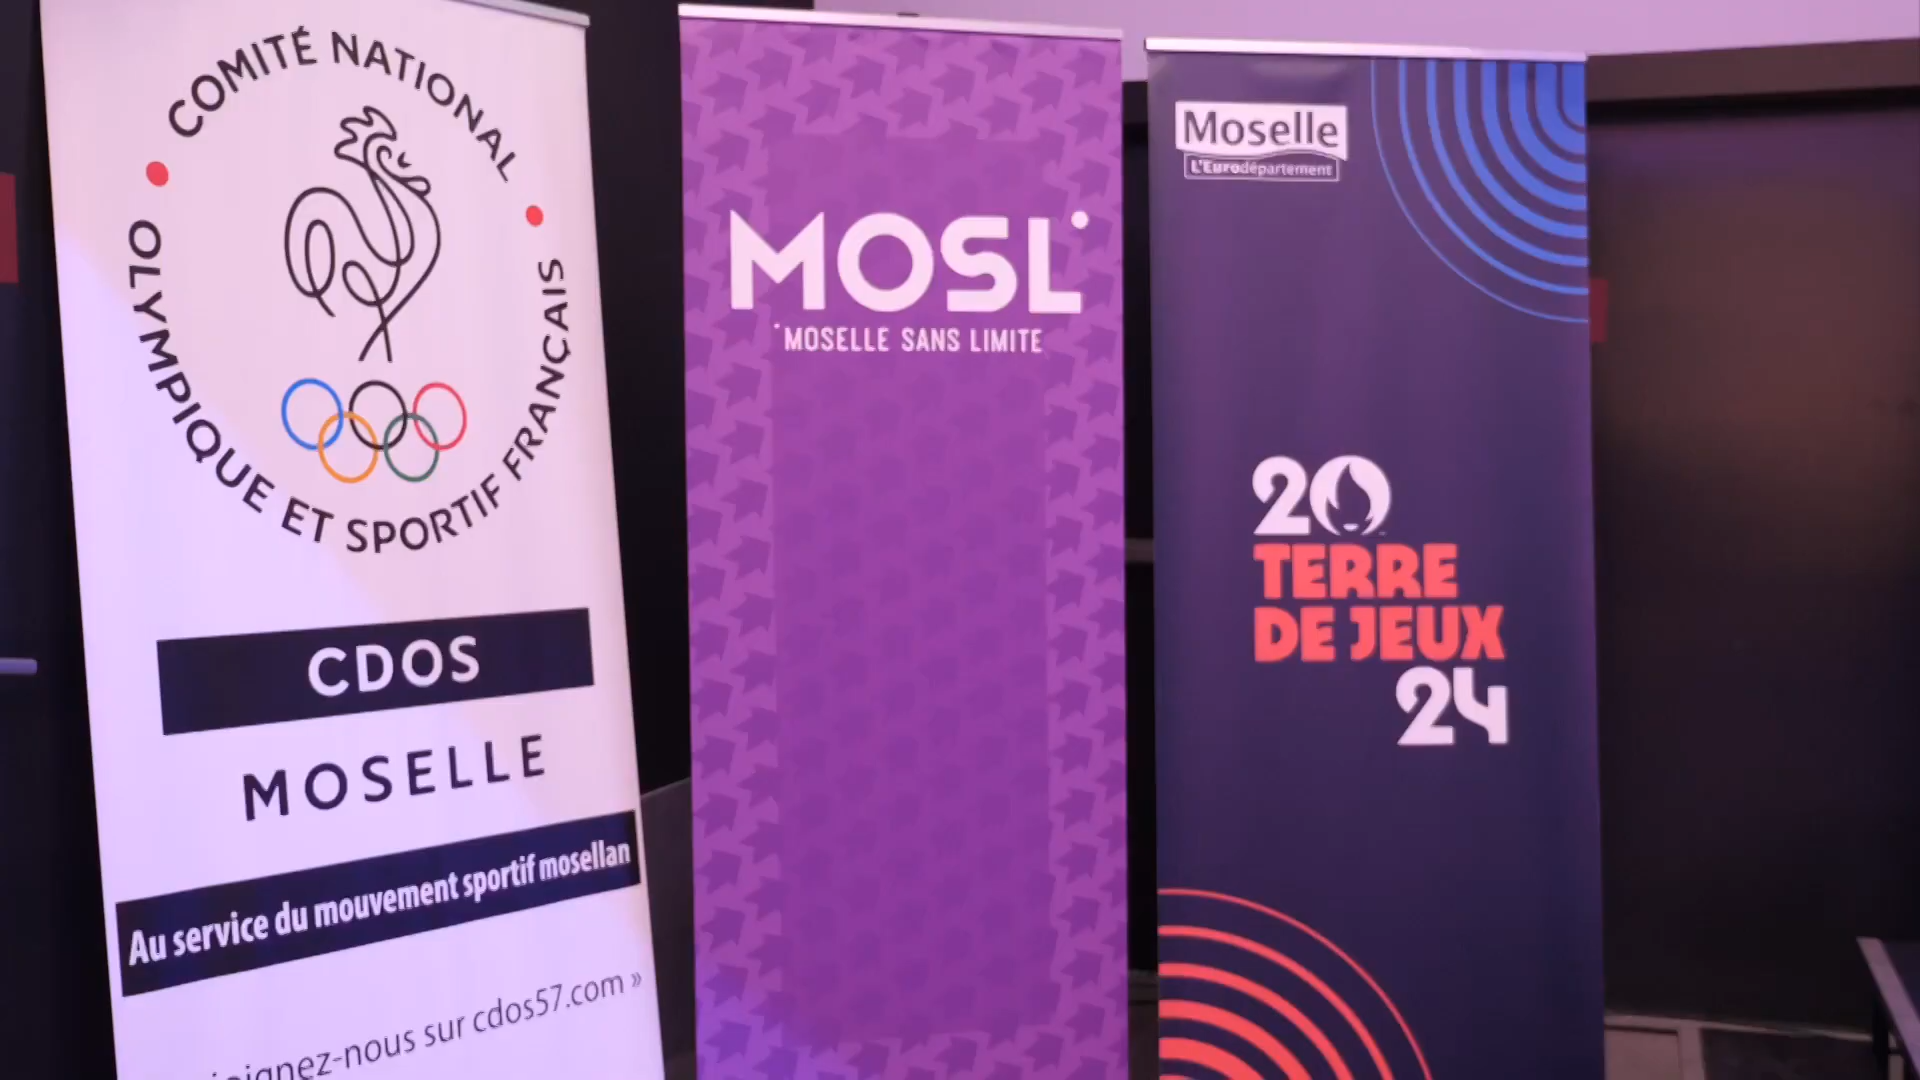 COMITÉ NATIONAL
OLYMPIQUE ET SPORTIF FRANÇAIS
CDOS
MOSELLE
Au service du mouvement sportif mosellan
cdos57.com »
-nous sur
MOSL°
°MOSELLE SANS LIMITE
Moselle
L'Eurodépartement
20
TERRE
DE JEUX
24